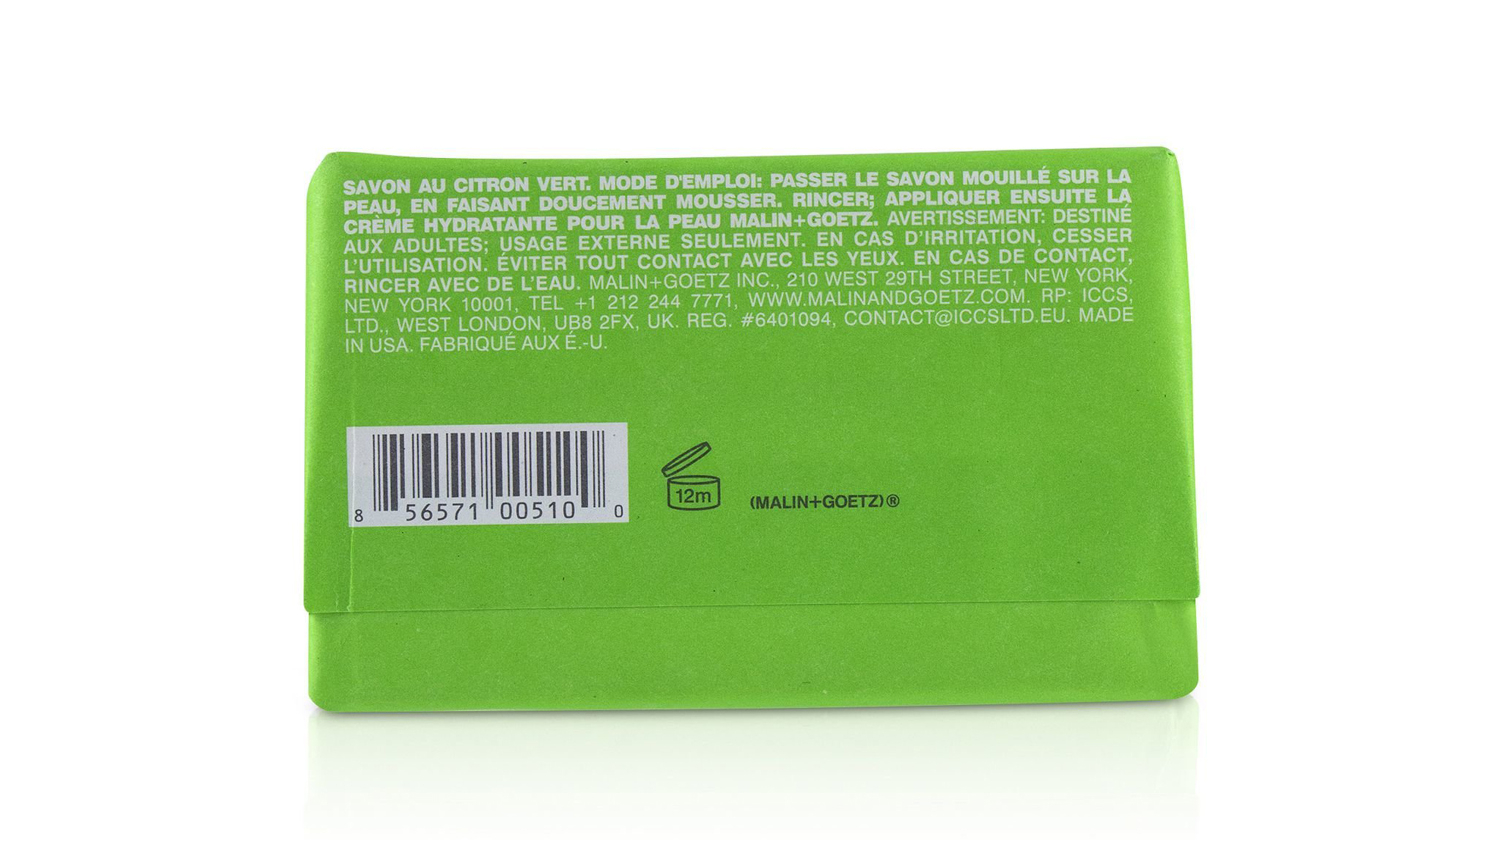 SAVON AU CITRON VERT. MODE D'EMPLOI: PASSER LE SAVON MOUILLÉ SUR LA
PEAU, EN FAISANT DOUCEMENT MOUSSER. RINCER; APPLIQUER ENSUITE LA
CRÈME HYDRATANTE POUR LA PEAU MALIN+GOETZ. AVERTISSEMENT: DESTINÉ
AUX ADULTES; USAGE EXTERNE SEULEMENT. EN CAS D'IRRITATION, CESSER
L'UTILISATION. ÉVITER TOUT CONTACT AVEC LES YEUX. EN CAS DE CONTACT,
RINCER AVEC DE L'EAU. MALIN+GOETZ INC., 210 WEST 29TH STREET, NEW YORK,
NEW YORK 10001, TEL +1 212 244 7771, WWW.MALINANDGOETZ.COM. RP: ICCS,
LTD., WEST LONDON, UB8 2FX, UK. REG. #6401094, CONTACT@ICCSLTD.EU. MADE
IN USA. FABRIQUÉ AUX É.-U.
8 56571 00510 0
12m
(MALIN+GOETZ)®